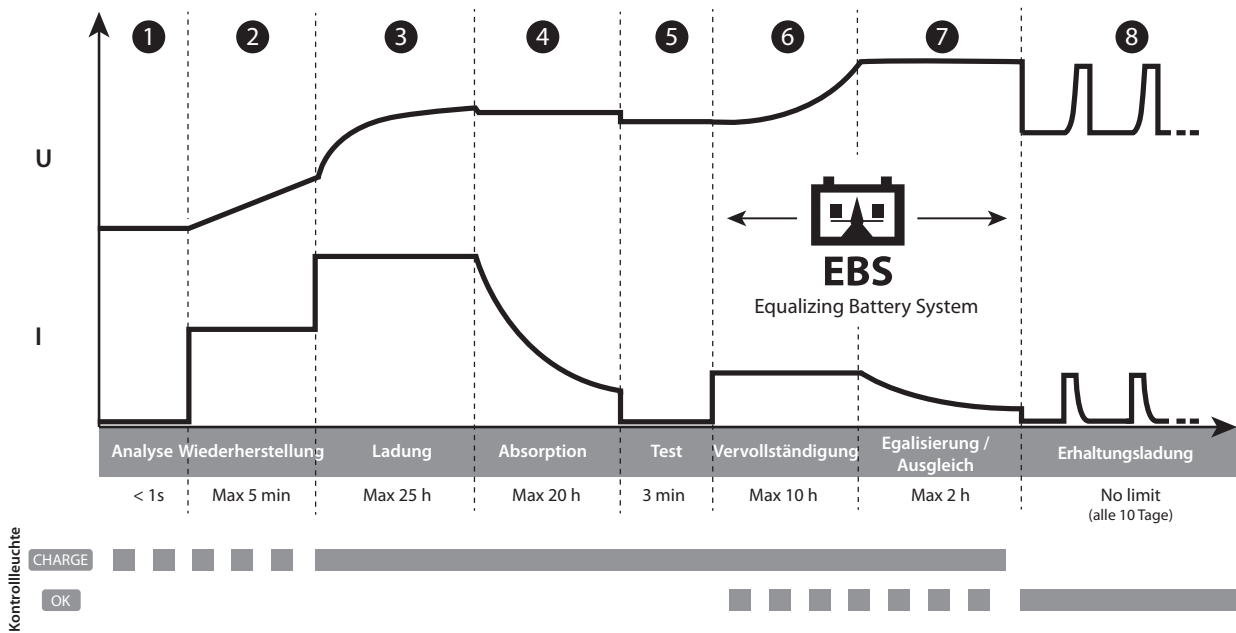 1 2 3 4 5 6 7 8
U
EBS
Equalizing Battery System
I
Analyse Wiederherstellung Ladung Absorption Test Vervollständigung Egalisierung / Ausgleich Erhaltungsladung
< 1s Max 5 min Max 25 h Max 20 h 3 min Max 10 h Max 2 h No limit
(alle 10 Tage)
Kontrollleuchte
CHARGE
OK